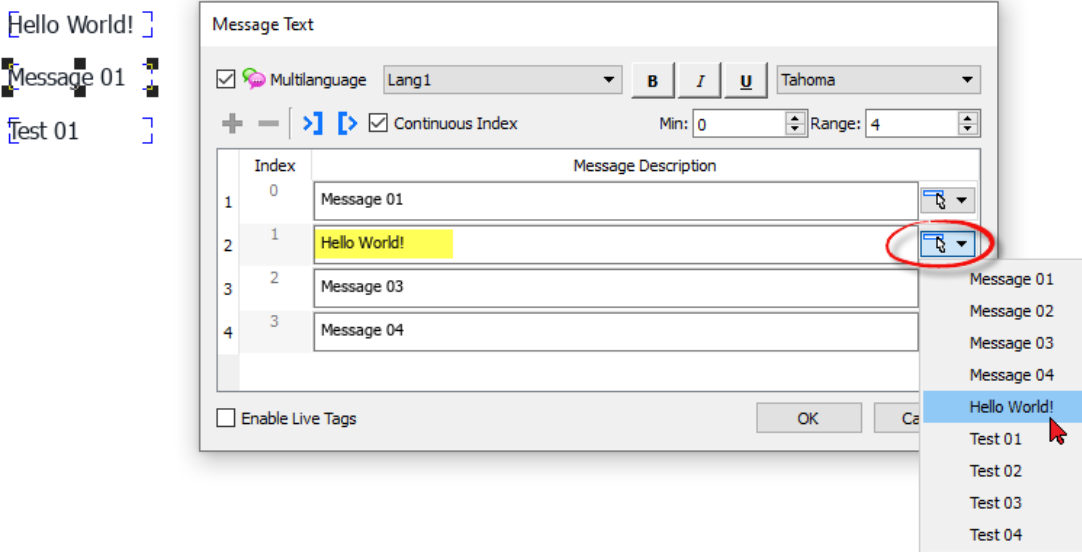 Hello World!
Message 01
Test 01
Message Text
Multilanguage Lang1 B I U Tahoma
Continuous Index Min: 0 Range: 4
Index Message Description
1 0 Message 01
2 1 Hello World!
3 2 Message 03
4 3 Message 04
Enable Live Tags OK Ca
Message 01
Message 02
Message 03
Message 04
Hello World!
Test 01
Test 02
Test 03
Test 04